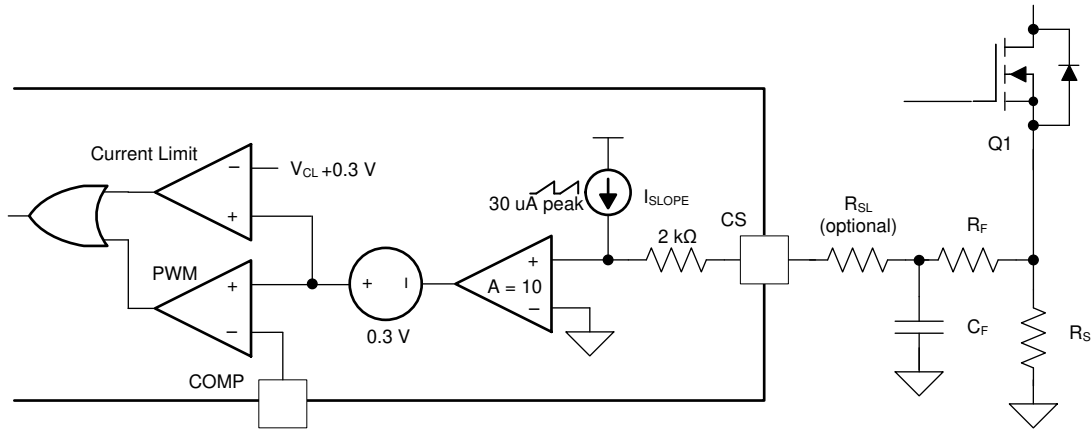 Q1
Current Limit
–
V_CL +0.3 V
+
30 uA peak
I_SLOPE
CS
R_SL
(optional)
R_F
2 kΩ
PWM
+
–
+
–
0.3 V
+
A = 10
–
C_F
R_S
COMP